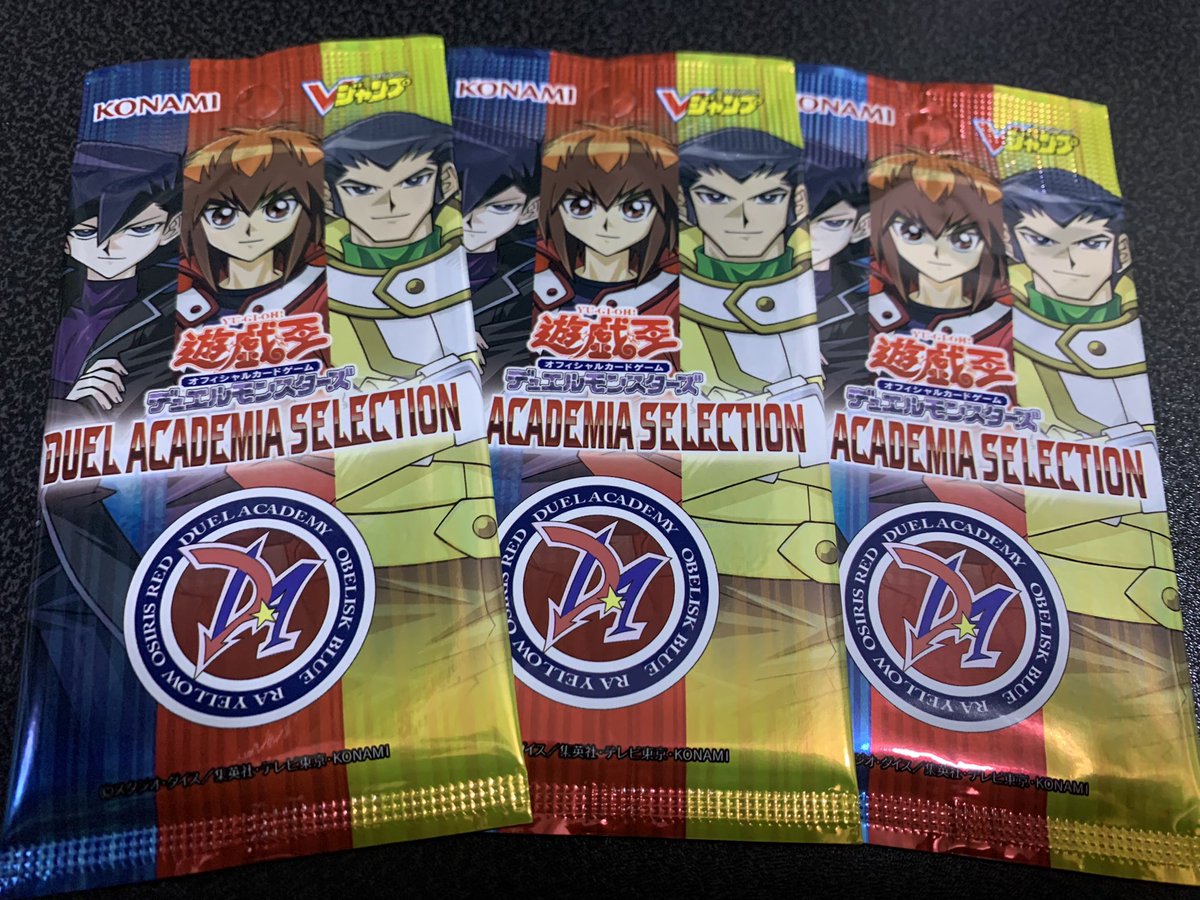 KONAMI
Vジャンプ
YU-GI-OH!
遊戯王
オフィシャルカードゲーム
デュエルモンスターズ
DUEL ACADEMIA SELECTION
DUEL ACADEMY
OBELISK BLUE
RA YELLOW
OSIRIS RED
©スタジオ・ダイス/集英社・テレビ東京・KONAMI
KONAMI
Vジャンプ
YU-GI-OH!
遊戯王
オフィシャルカードゲーム
デュエルモンスターズ
ACADEMIA SELECTION
DUEL ACADEMY
OBELISK BLUE
RA YELLOW
OSIRIS RED
イス/集英社・テレビ東京・KONAMI
KONAMI
Vジャンプ
YU-GI-OH!
遊戯王
オフィシャルカードゲーム
デュエルモンスターズ
ACADEMIA SELECTION
DUEL ACADEMY
OBELISK BLUE
RA YELLOW
OSIRIS RED
オ・ダイス/集英社・テレビ東京・KONAMI